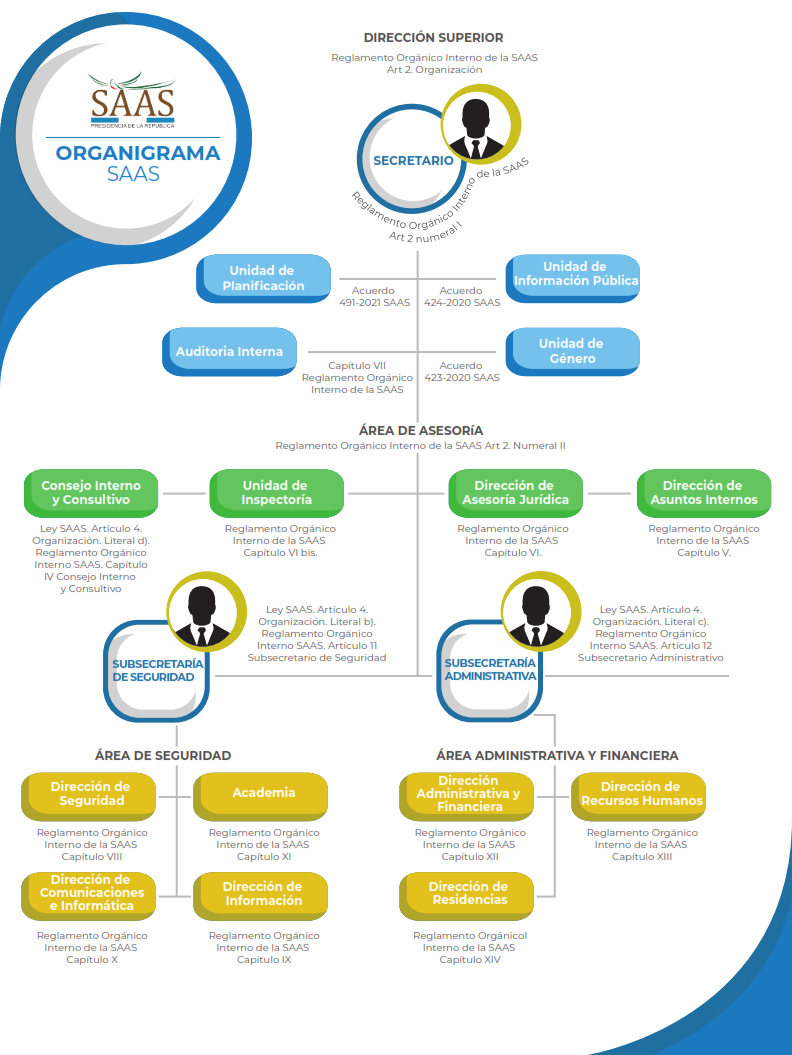 SAAS
PRESIDENCIA DE LA REPÚBLICA
ORGANIGRAMA
SAAS
DIRECCIÓN SUPERIOR
Reglamento Orgánico Interno de la SAAS
Art 2. Organización
SECRETARIO
Reglamento Orgánico Interno de la SAAS
Art 2 numeral I
Unidad de
Planificación
Acuerdo
491-2021 SAAS
Acuerdo
424-2020 SAAS
Unidad de
Información Pública
Auditoria Interna
Capítulo VII
Reglamento Orgánico
Interno de la SAAS
Acuerdo
423-2020 SAAS
Unidad de
Género
ÁREA DE ASESORíA
Reglamento Orgánico Interno de la SAAS Art 2. Numeral II
Consejo Interno
y Consultivo
Ley SAAS. Artículo 4.
Organización. Literal d).
Reglamento Orgánico
Interno SAAS. Capítulo
IV Consejo Interno
y Consultivo
Unidad de
Inspectoría
Reglamento Orgánico
Interno de la SAAS
Capítulo VI bis.
Dirección de
Asesoría Jurídica
Reglamento Orgánico
Interno de la SAAS
Capítulo VI.
Dirección de
Asuntos Internos
Reglamento Orgánico
Interno de la SAAS
Capítulo V.
SUBSECRETARÍA
DE SEGURIDAD
Ley SAAS. Artículo 4.
Organización. Literal b).
Reglamento Orgánico
Interno SAAS. Artículo 11
Subsecretario de Seguridad
SUBSECRETARÍA
ADMINISTRATIVA
Ley SAAS. Artículo 4.
Organización. Literal c).
Reglamento Orgánico
Interno SAAS. Artículo 12
Subsecretario Administrativo
ÁREA DE SEGURIDAD
Dirección de
Seguridad
Reglamento Orgánico
Interno de la SAAS
Capítulo VIII
Academia
Reglamento Orgánico
Interno de la SAAS
Capítulo XI
Dirección de
Comunicaciones
e Informática
Reglamento Orgánico
Interno de la SAAS
Capítulo X
Dirección de
Información
Reglamento Orgánico
Interno de la SAAS
Capítulo IX
ÁREA ADMINISTRATIVA Y FINANCIERA
Dirección
Administrativa y
Financiera
Reglamento Orgánico
Interno de la SAAS
Capítulo XII
Dirección de
Recursos Humanos
Reglamento Orgánico
Interno de la SAAS
Capítulo XIII
Dirección de
Residencias
Reglamento Orgánicol
Interno de la SAAS
Capítulo XIV